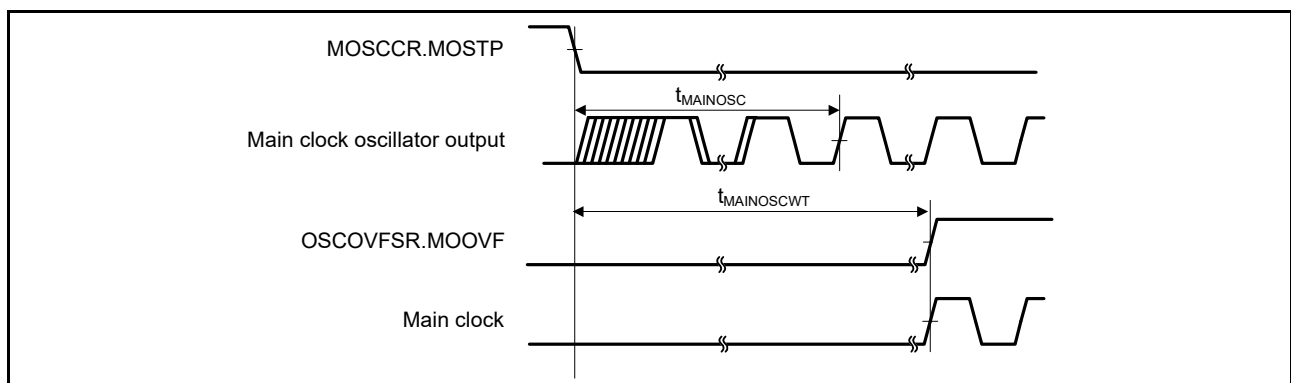 MOSCCR.MOSTP
tMAINOSC
Main clock oscillator output
tMAINOSCWT
OSCOVFSR.MOOVF
Main clock